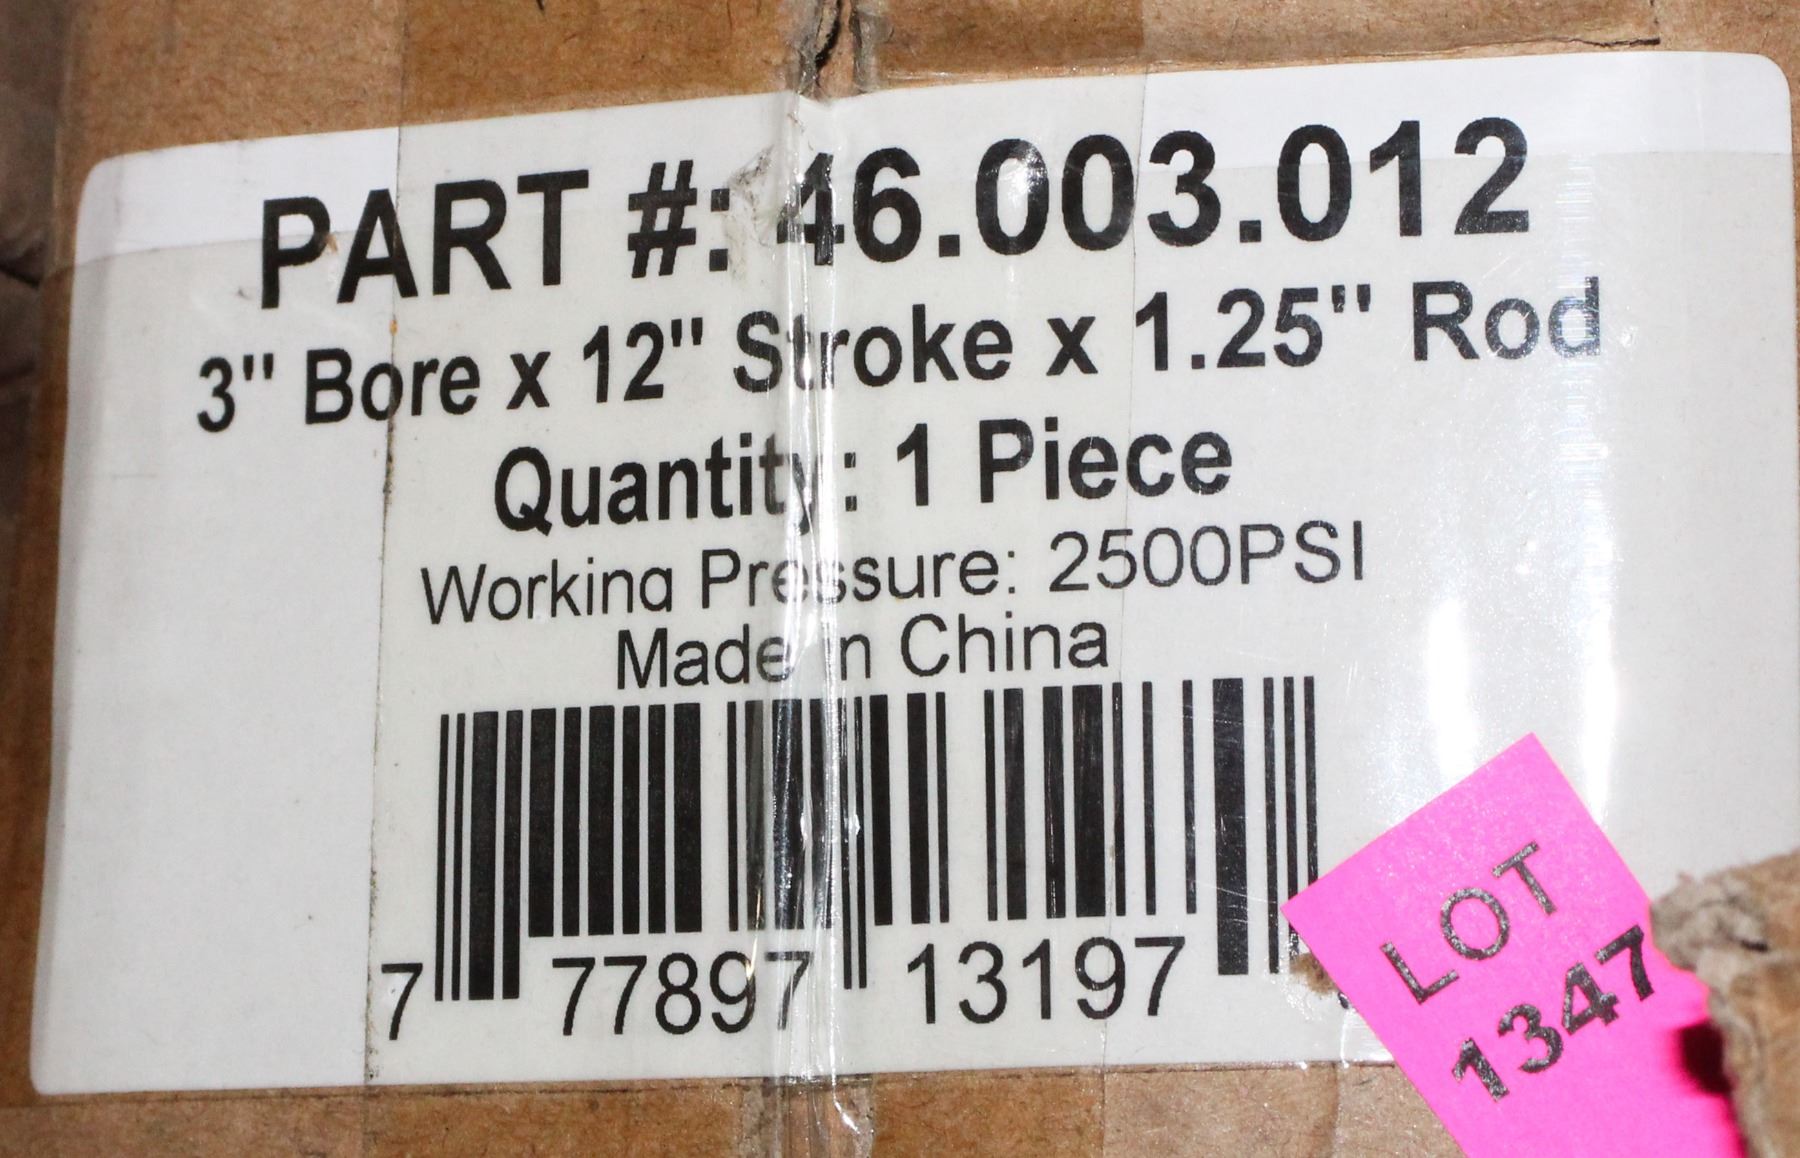 PART #: 46.003.012
3" Bore x 12" Stroke x 1.25" Rod
Quantity: 1 Piece
Working Pressure: 2500PSI
Made in China
7 77897 13197
LOT
1347